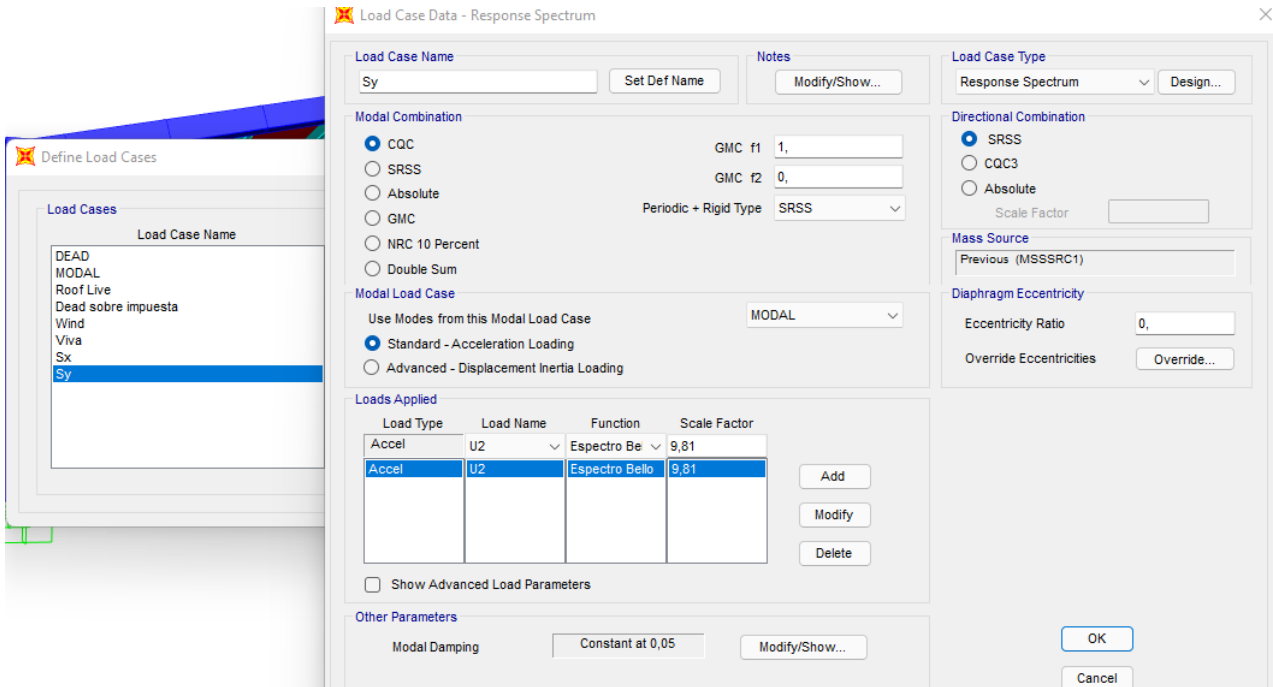 Load Case Data - Response Spectrum
Load Case Name
Sy
Set Def Name
Notes
Modify/Show...
Load Case Type
Response Spectrum
Design...
Modal Combination
CQC
SRSS
Absolute
GMC
NRC 10 Percent
Double Sum
GMC f1 1,
GMC f2 0,
Periodic + Rigid Type SRSS
Directional Combination
SRSS
CQC3
Absolute
Scale Factor
Mass Source
Previous (MSSSRC1)
Define Load Cases
Load Cases
Load Case Name
DEAD
MODAL
Roof Live
Dead sobre impuesta
Wind
Viva
Sx
Sy
Modal Load Case
Use Modes from this Modal Load Case MODAL
Standard - Acceleration Loading
Advanced - Displacement Inertia Loading
Diaphragm Eccentricity
Eccentricity Ratio 0,
Override Eccentricities Override...
Loads Applied
Load Type Load Name Function Scale Factor
Accel U2 Espectro Be 9,81
Accel U2 Espectro Bello 9,81
Add
Modify
Delete
Show Advanced Load Parameters
Other Parameters
Modal Damping Constant at 0,05 Modify/Show...
OK
Cancel